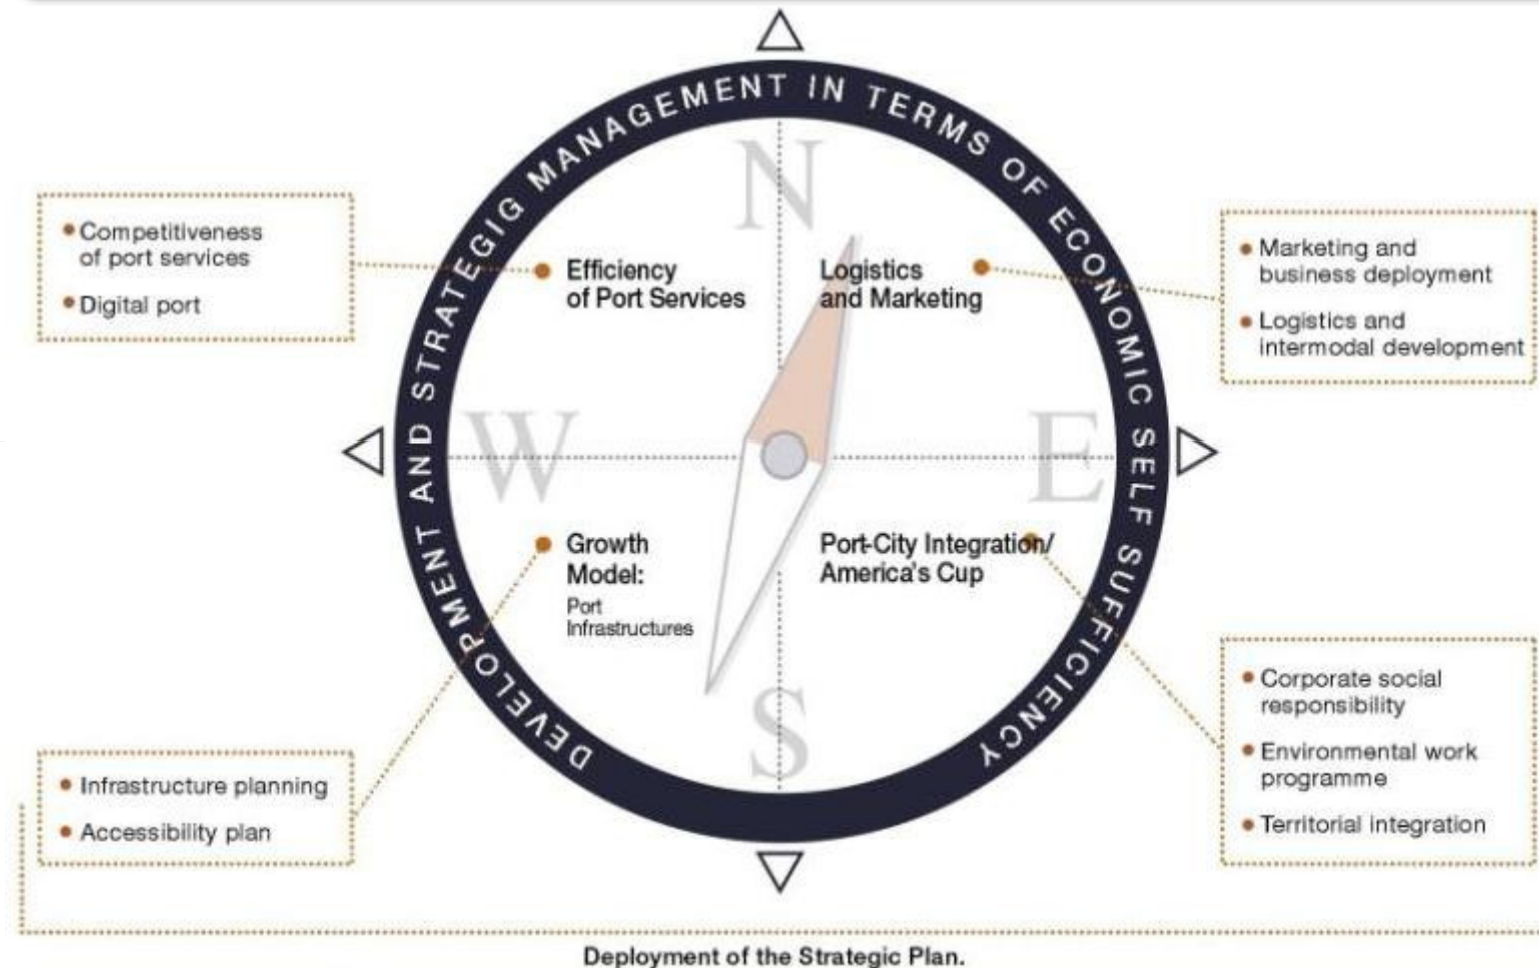 DEVELOPMENT AND STRATEGIG MANAGEMENT IN TERMS OF ECONOMIC SELF SUFFICIENCY
N
W
E
S
Competitiveness
of port services
Digital port
Efficiency
of Port Services
Logistics
and Marketing
Marketing and
business deployment
Logistics and
intermodal development
Growth
Model:
Port
Infrastructures
Port-City Integration/
America's Cup
Infrastructure planning
Accessibility plan
Corporate social
responsibility
Environmental work
programme
Territorial integration
Deployment of the Strategic Plan.